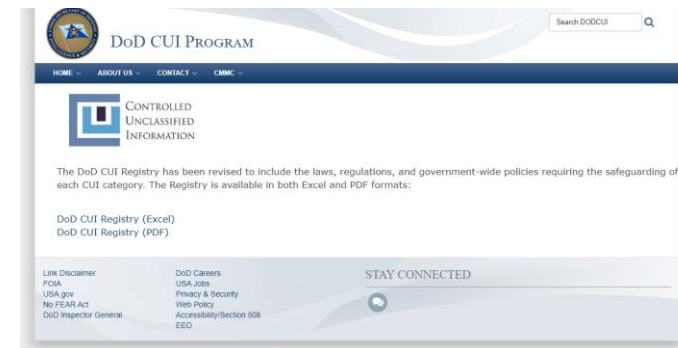 Search DODCUI
DoD CUI Program
HOME ABOUT US CONTACT CMMC
Controlled
Unclassified
Information
The DoD CUI Registry has been revised to include the laws, regulations, and government-wide policies requiring the safeguarding of
each CUI category. The Registry is available in both Excel and PDF formats:
DoD CUI Registry (Excel)
DoD CUI Registry (PDF)
Link Disclaimer
FOIA
USA.gov
No FEAR Act
DoD Inspector General
DoD Careers
USA Jobs
Privacy & Security
Web Policy
Accessibility/Section 508
EEO
STAY CONNECTED